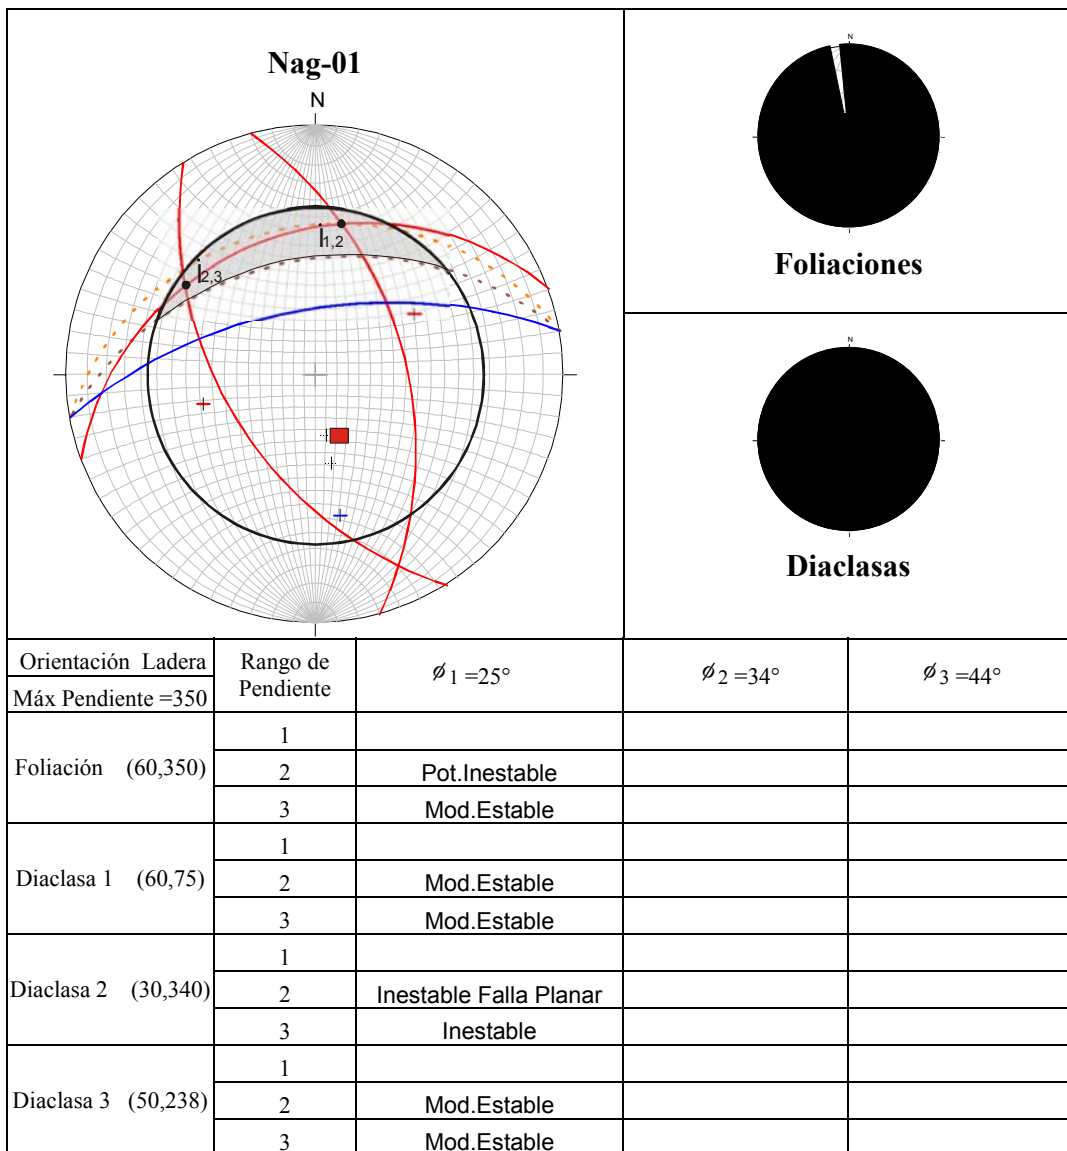 Nag-01
N
i1,2
i2,3
N
Foliaciones
N
Diaclasas
Orientación Ladera
Máx Pendiente =350
Rango de
Pendiente
ø 1 =25°
ø 2 =34°
ø 3 =44°
Foliación (60,350)
1
2 Pot.Inestable
3 Mod.Estable
Diaclasa 1 (60,75)
1
2 Mod.Estable
3 Mod.Estable
Diaclasa 2 (30,340)
1
2 Inestable Falla Planar
3 Inestable
Diaclasa 3 (50,238)
1
2 Mod.Estable
3 Mod.Estable